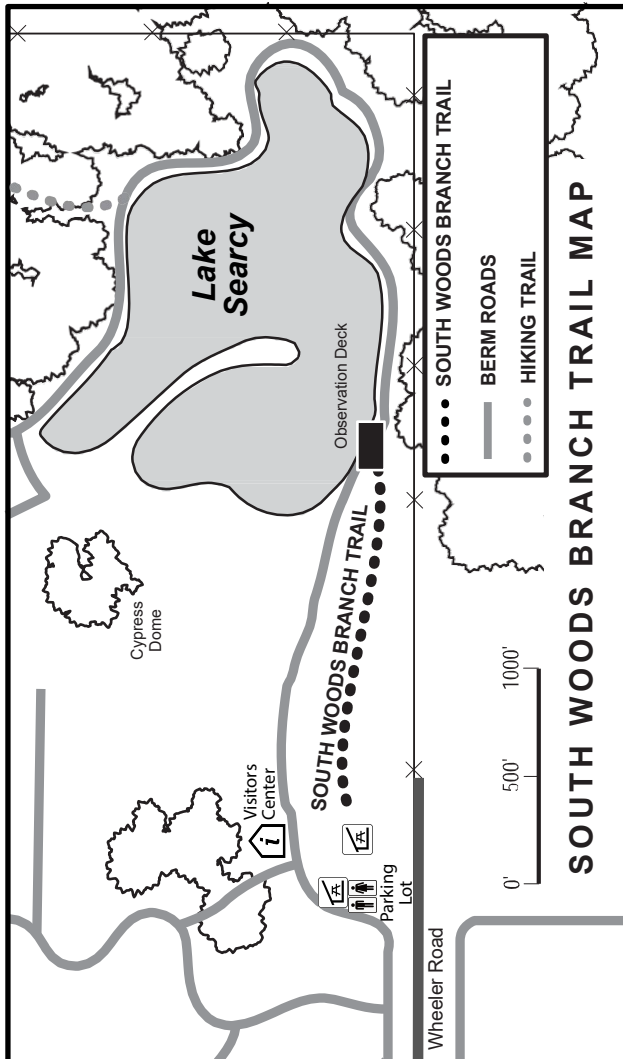 Lake
Searcy
Observation Deck
Cypress
Dome
SOUTH WOODS BRANCH TRAIL
Visitors
Center
i
Parking
Lot
Wheeler Road
SOUTH WOODS BRANCH TRAIL
BERM ROADS
HIKING TRAIL
0'
500'
1000'
SOUTH WOODS BRANCH TRAIL MAP